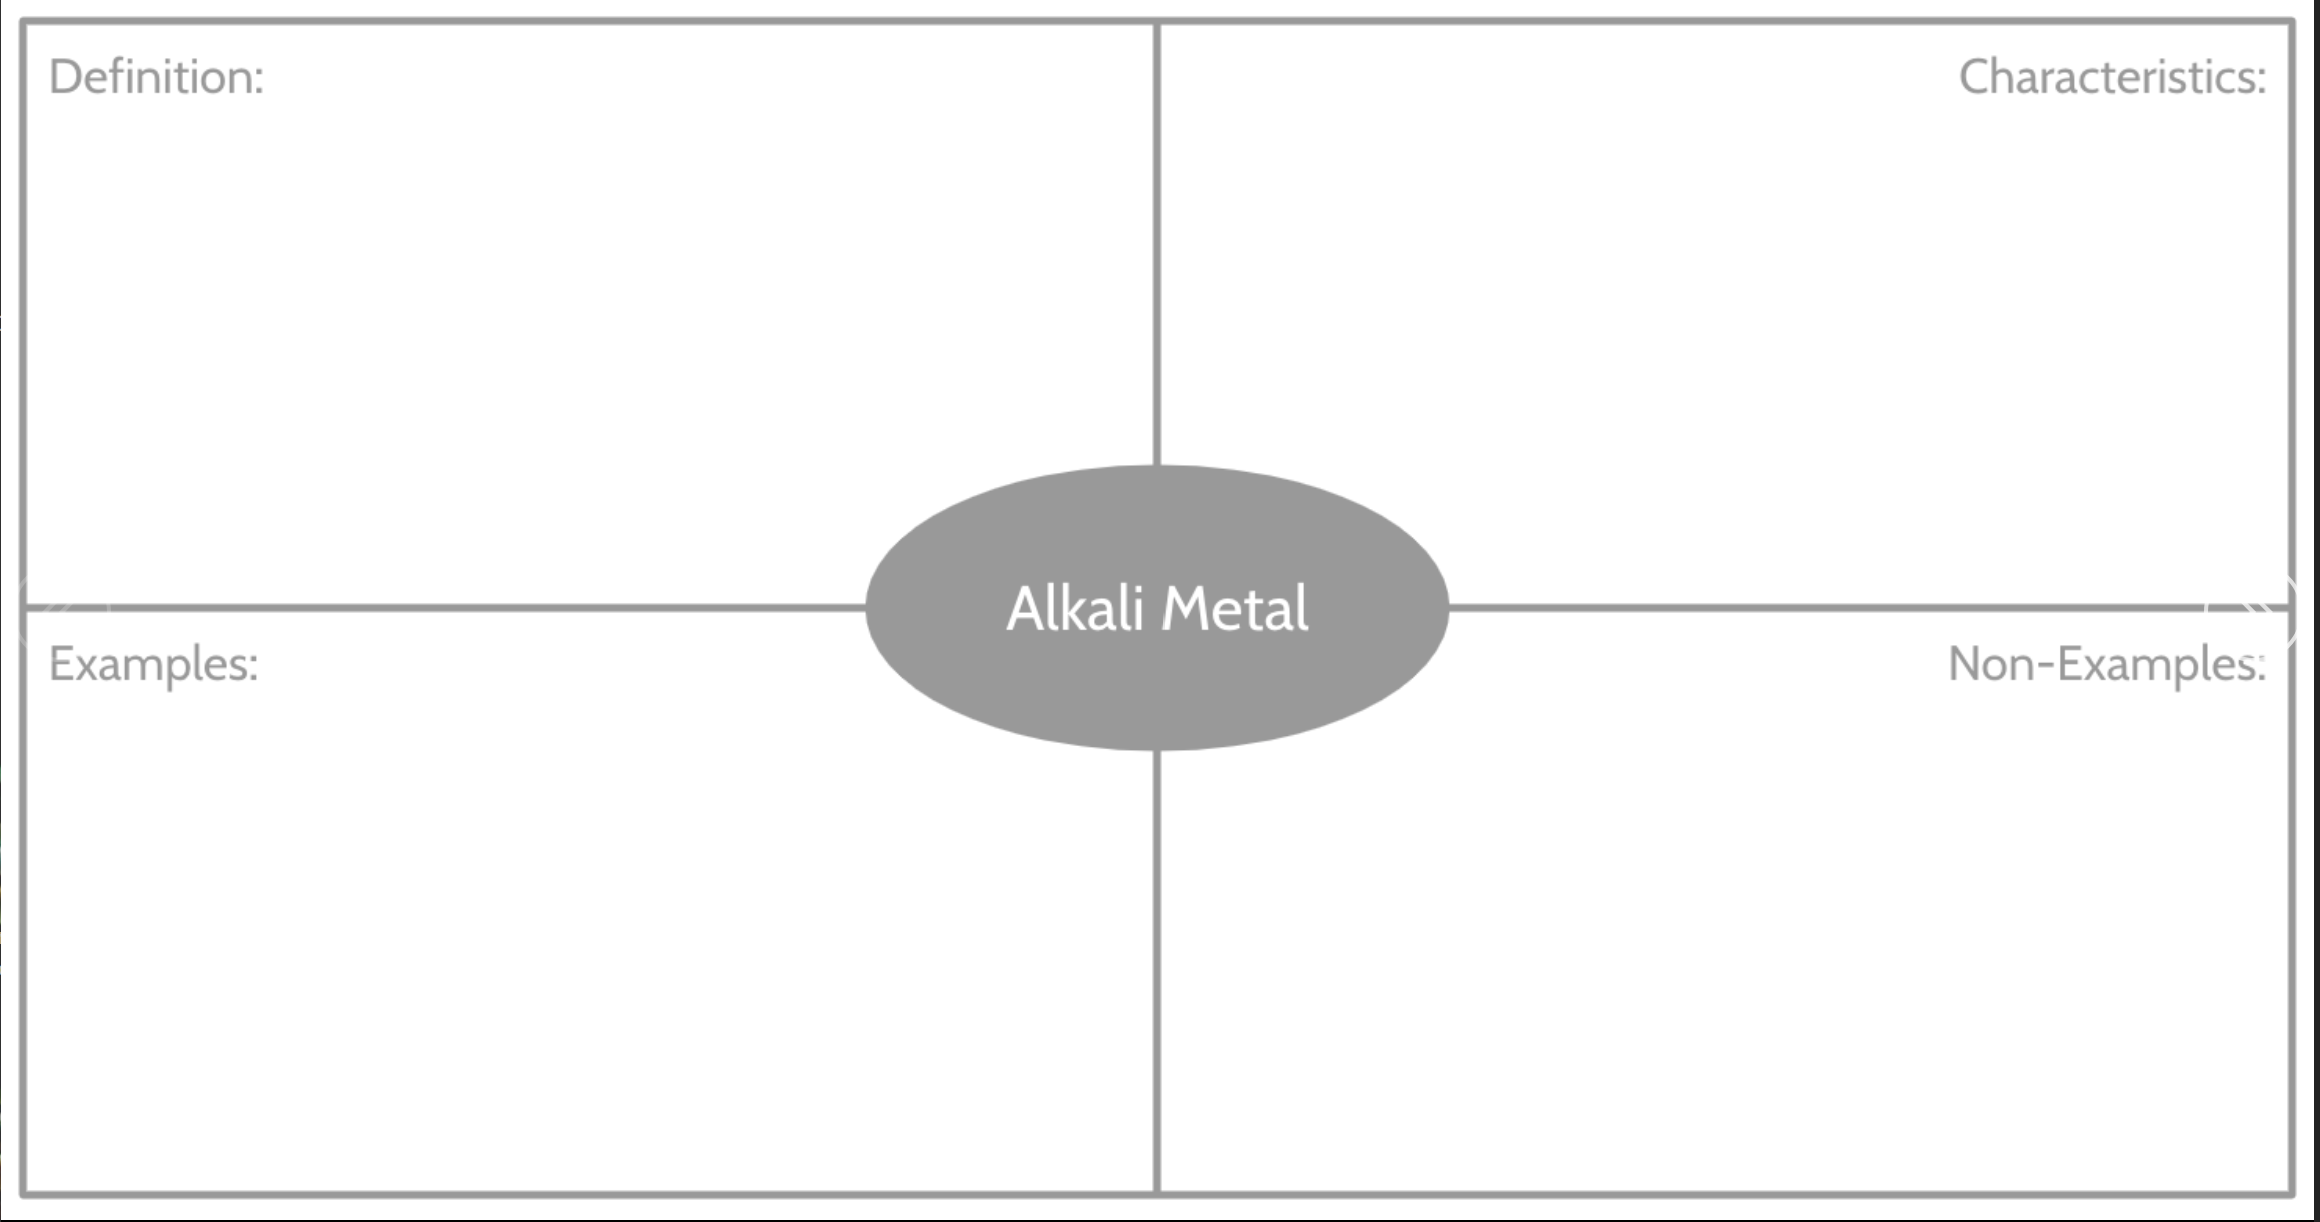 Definition:
Characteristics:
Alkali Metal
Examples:
Non-Examples: